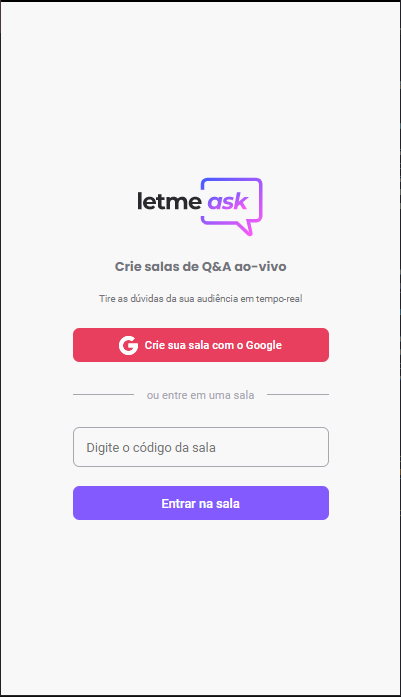 letme ask
Crie salas de Q&A ao-vivo
Tire as dúvidas da sua audiência em tempo-real
G Crie sua sala com o Google
ou entre em uma sala
Digite o código da sala
Entrar na sala